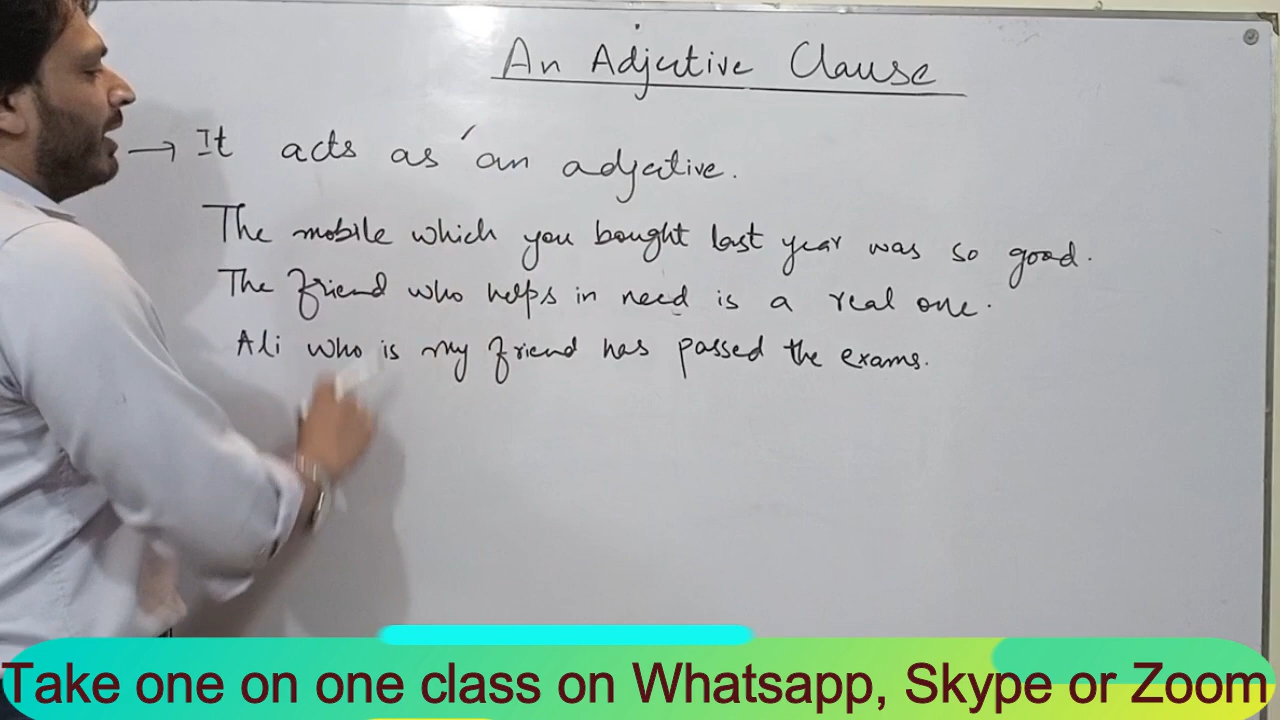 An Adjective Clause
→ It acts as an adjective.
The mobile which you bought last year was so good.
The friend who helps in need is a real one.
Ali who is my friend has passed the exams.
Take one on one class on Whatsapp, Skype or Zoom